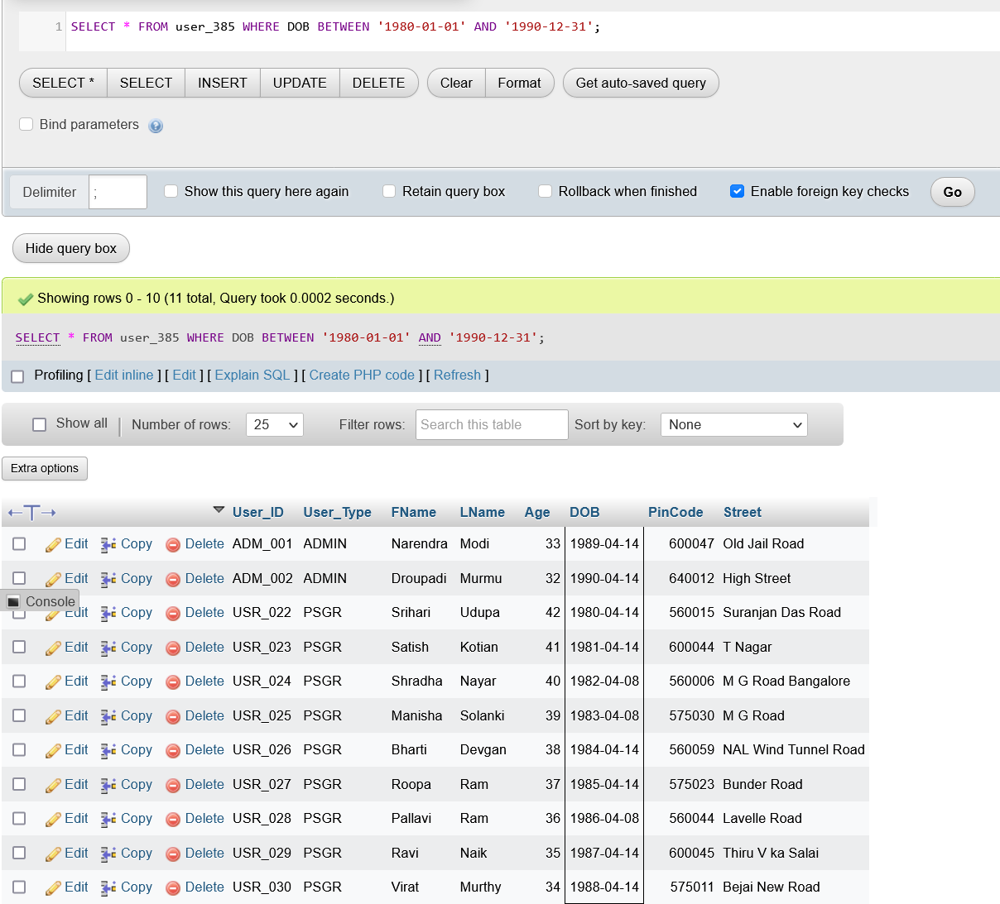 1 SELECT * FROM user_385 WHERE DOB BETWEEN '1980-01-01' AND '1990-12-31';
SELECT * SELECT INSERT UPDATE DELETE Clear Format Get auto-saved query
Bind parameters
Delimiter ; Show this query here again Retain query box Rollback when finished Enable foreign key checks Go
Hide query box
Showing rows 0 - 10 (11 total, Query took 0.0002 seconds.)
SELECT * FROM user_385 WHERE DOB BETWEEN '1980-01-01' AND '1990-12-31';
Profiling [ Edit inline ] [ Edit ] [ Explain SQL ] [ Create PHP code ] [ Refresh ]
Show all Number of rows: 25 Filter rows: Search this table Sort by key: None
Extra options
User_ID User_Type FName LName Age DOB PinCode Street
Edit Copy Delete ADM_001 ADMIN Narendra Modi 33 1989-04-14 600047 Old Jail Road
Edit Copy Delete ADM_002 ADMIN Droupadi Murmu 32 1990-04-14 640012 High Street
Console
Edit Copy Delete USR_022 PSGR Srihari Udupa 42 1980-04-14 560015 Suranjan Das Road
Edit Copy Delete USR_023 PSGR Satish Kotian 41 1981-04-14 600044 T Nagar
Edit Copy Delete USR_024 PSGR Shradha Nayar 40 1982-04-08 560006 M G Road Bangalore
Edit Copy Delete USR_025 PSGR Manisha Solanki 39 1983-04-08 575030 M G Road
Edit Copy Delete USR_026 PSGR Bharti Devgan 38 1984-04-14 560059 NAL Wind Tunnel Road
Edit Copy Delete USR_027 PSGR Roopa Ram 37 1985-04-14 575023 Bunder Road
Edit Copy Delete USR_028 PSGR Pallavi Ram 36 1986-04-08 560044 Lavelle Road
Edit Copy Delete USR_029 PSGR Ravi Naik 35 1987-04-14 600045 Thiru V ka Salai
Edit Copy Delete USR_030 PSGR Virat Murthy 34 1988-04-14 575011 Bejai New Road